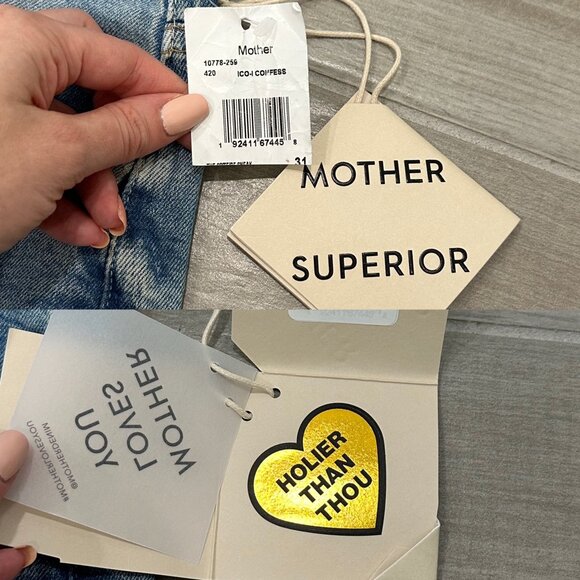 Mother
10778-259
420 ICO-I CONFESS
1 92411 67445 8
31
MOTHER
SUPERIOR
MOTHER
LOVES
YOU
@MOTHERDENIM
#MOTHERLOVESYOU
HOLIER
THAN
THOU